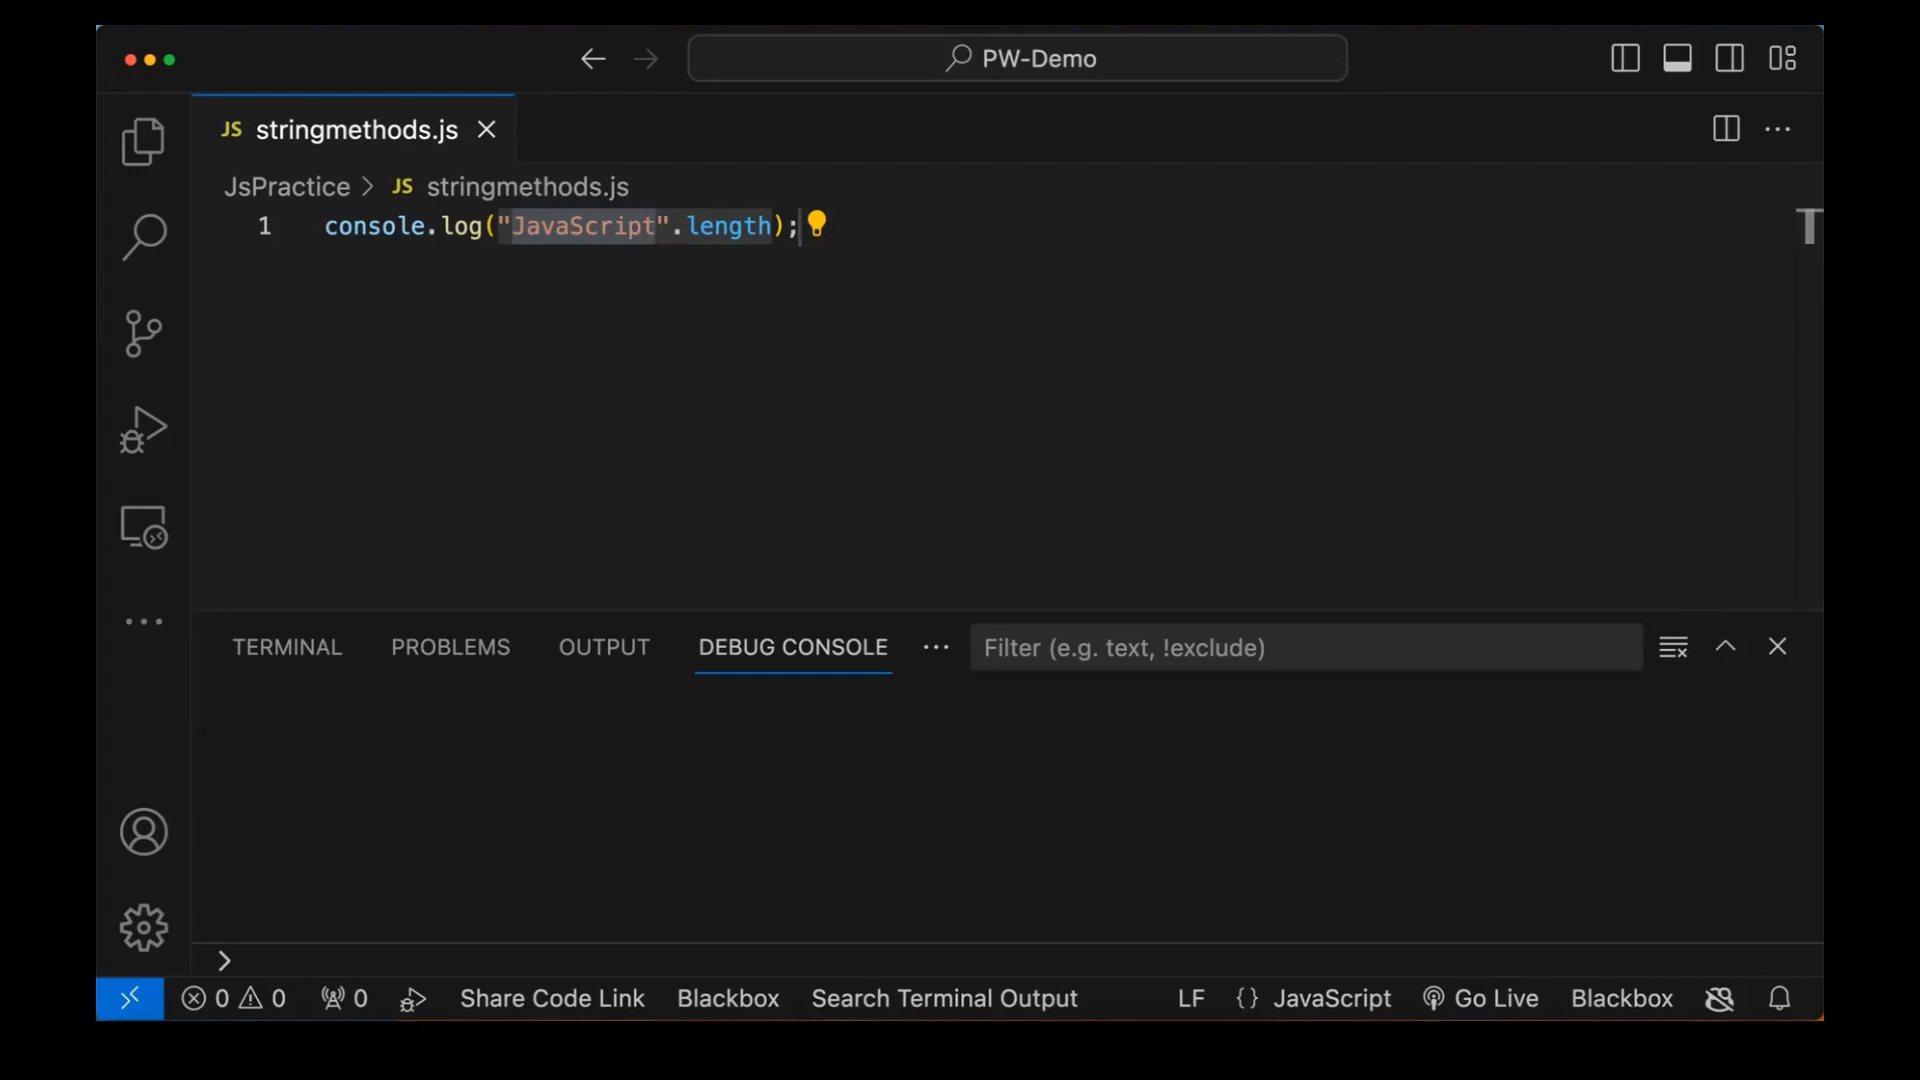 PW-Demo
JS stringmethods.js
JsPractice > JS stringmethods.js
1 console.log("JavaScript".length);
TERMINAL PROBLEMS OUTPUT DEBUG CONSOLE ... Filter (e.g. text, !exclude)
>
0 0 0 Share Code Link Blackbox Search Terminal Output LF {} JavaScript Go Live Blackbox